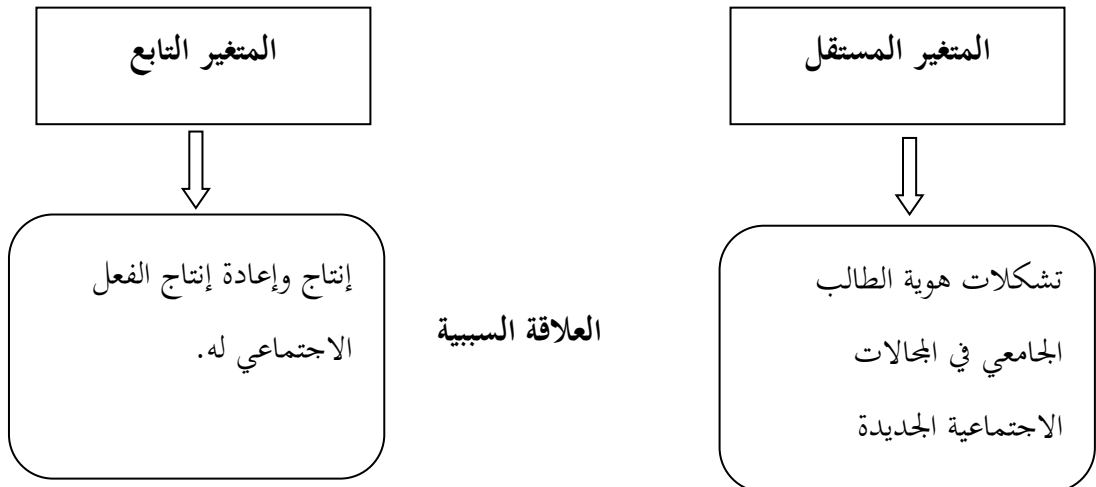 المتغير المستقل
المتغير التابع
تشكلات هوية الطالب
الجامعي في المجالات
الاجتماعية الجديدة
العلاقة السببية
إنتاج وإعادة إنتاج الفعل
الاجتماعي له.